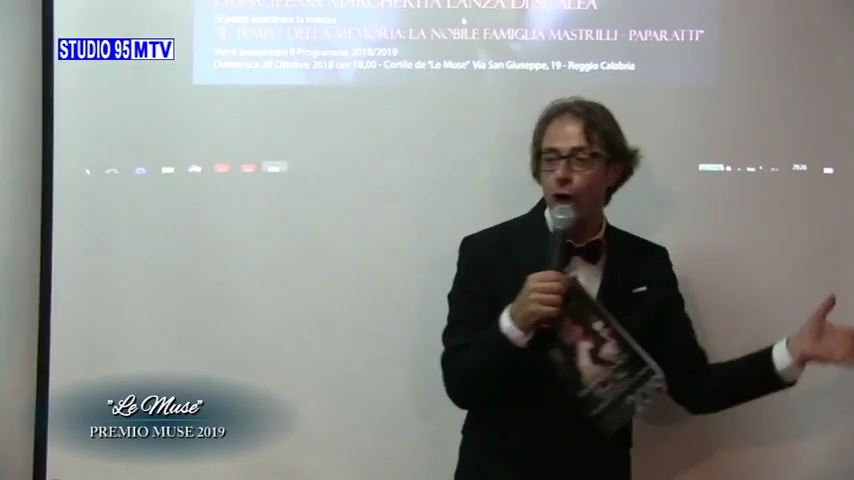 PRINCIPESSA MARGHERITA LANZA DI SCALEA
Si potrà ammirare la mostra
"IL TEMPO DELLA MEMORIA: LA NOBILE FAMIGLIA MASTRILLI - PAPARATTI"
Verrà presentato il Programma 2018/2019
Domenica 28 Ottobre 2018 ore 18,00 - Cortile de "Le Muse" Via San Giuseppe, 19 - Reggio Calabria
STUDIO 95 MTV
"Le Muse"
PREMIO MUSE 2019